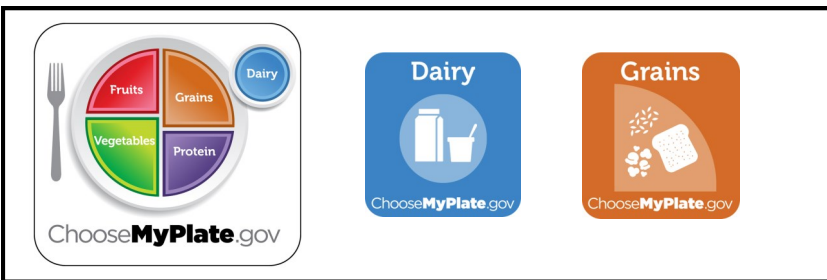 Fruits
Grains
Dairy
Vegetables
Protein
ChooseMyPlate.gov
Dairy
ChooseMyPlate.gov
Grains
ChooseMyPlate.gov